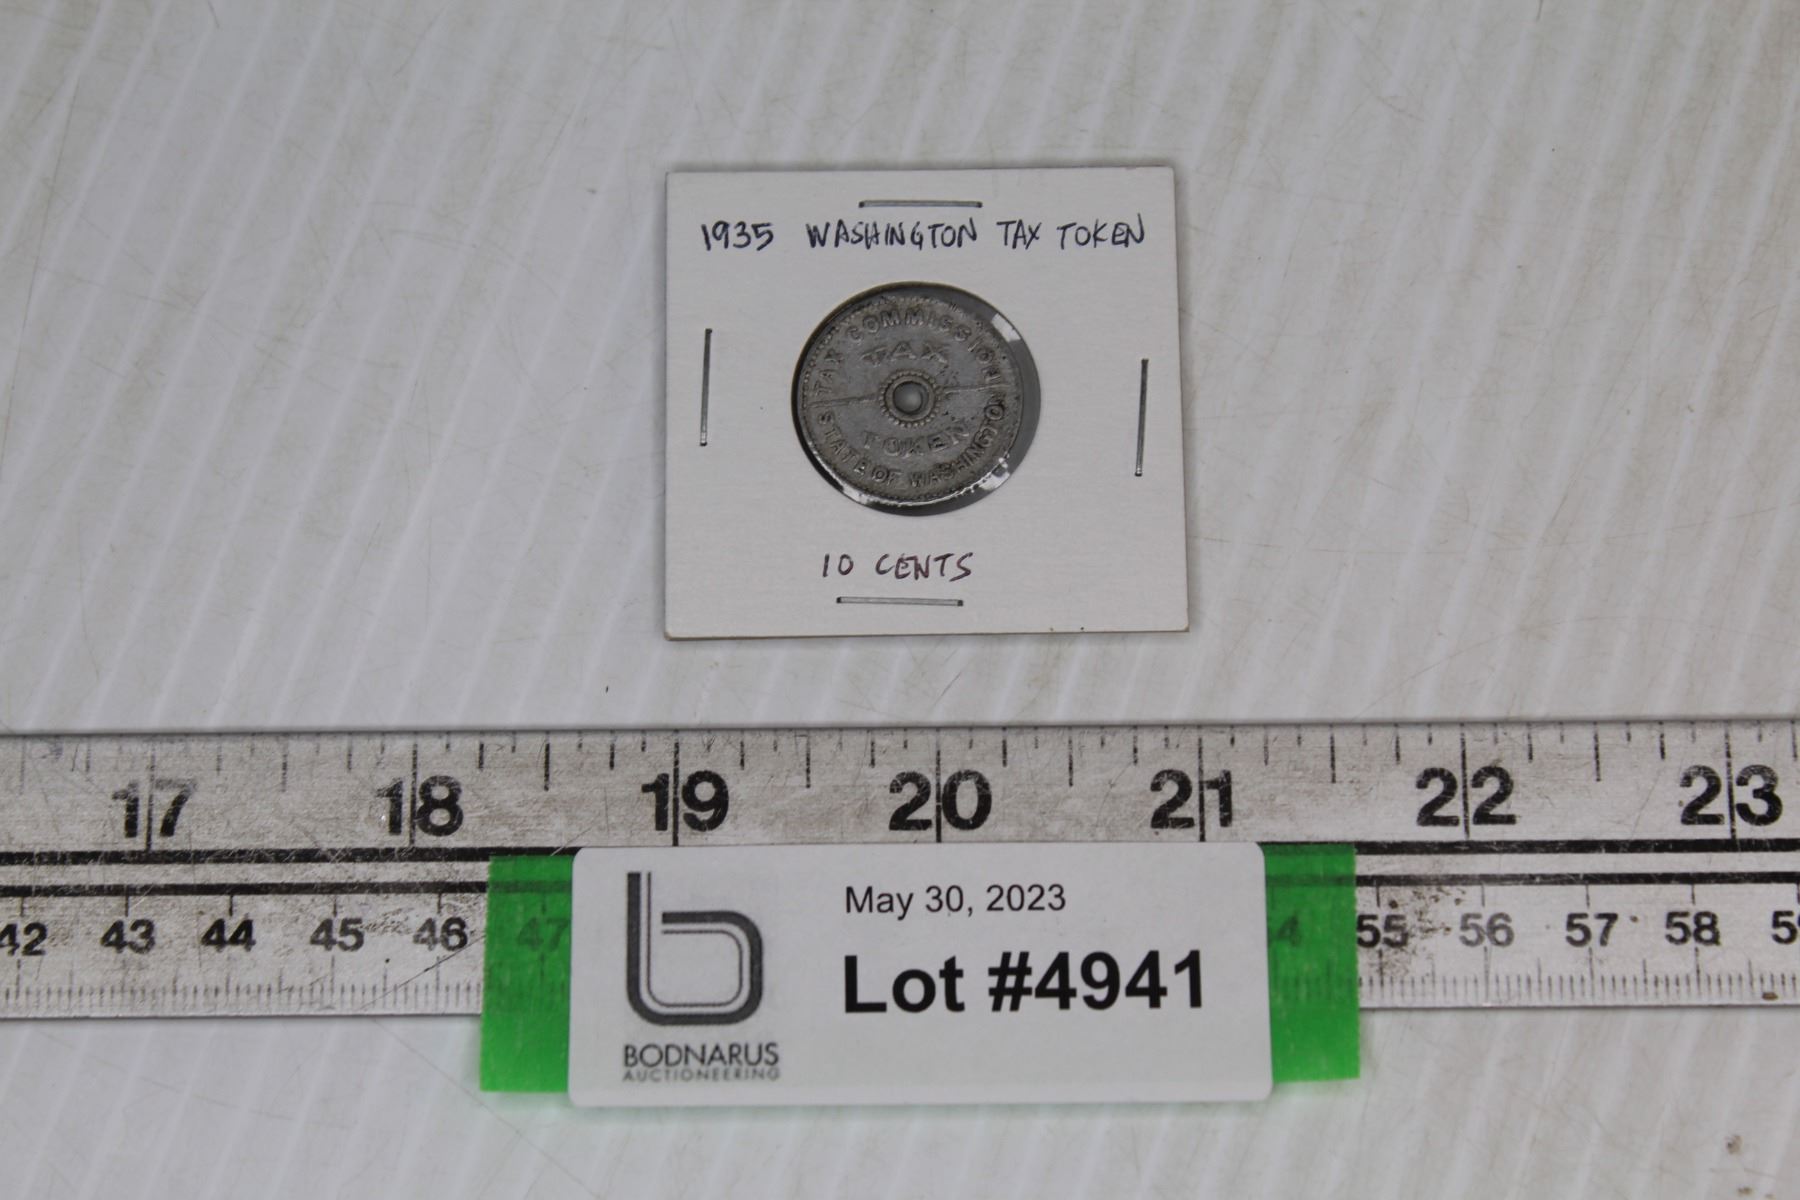 1935 WASHINGTON TAX TOKEN
TAX COMMISSION
TAX
TOKEN
STATE OF WASHINGTON
10 CENTS
17 18 19 20 21 22 23
42 43 44 45 46 47 54 55 56 57 58 59
May 30, 2023
Lot #4941
BODNARUS
AUCTIONEERING